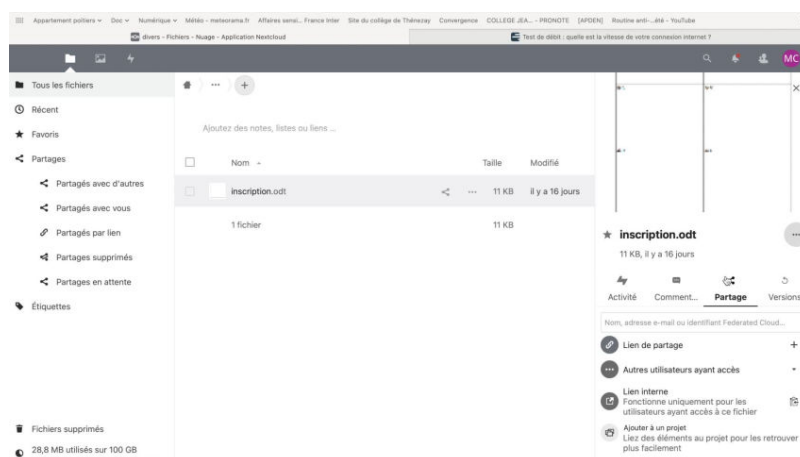 Appartement poitiers Doc Numérique Météo - meteorama.fr Affaires sensi... France Inter Site du collège de Thénezay Convergence COLLEGE JEA... - PRONOTE [APDEN] Routine anti-...été - YouTube
divers - Fichiers - Nuage - Application Nextcloud
Test de débit : quelle est la vitesse de votre connexion Internet ?
MC
Tous les fichiers
Récent
Favoris
Partages
Partagés avec d'autres
Partagés avec vous
Partagés par lien
Partages supprimés
Partages en attente
Étiquettes
Fichiers supprimés
28,8 MB utilisés sur 100 GB
Ajoutez des notes, listes ou liens ...
Nom Taille Modifié
inscription.odt 11 KB il y a 16 jours
1 fichier 11 KB
inscription.odt
11 KB, il y a 16 jours
Activité Comment... Partage Versions
Nom, adresse e-mail ou identifiant Federated Cloud...
Lien de partage
Autres utilisateurs ayant accès
Lien interne
Fonctionne uniquement pour les
utilisateurs ayant accès à ce fichier
Ajouter à un projet
Liez des éléments au projet pour les retrouver
plus facilement